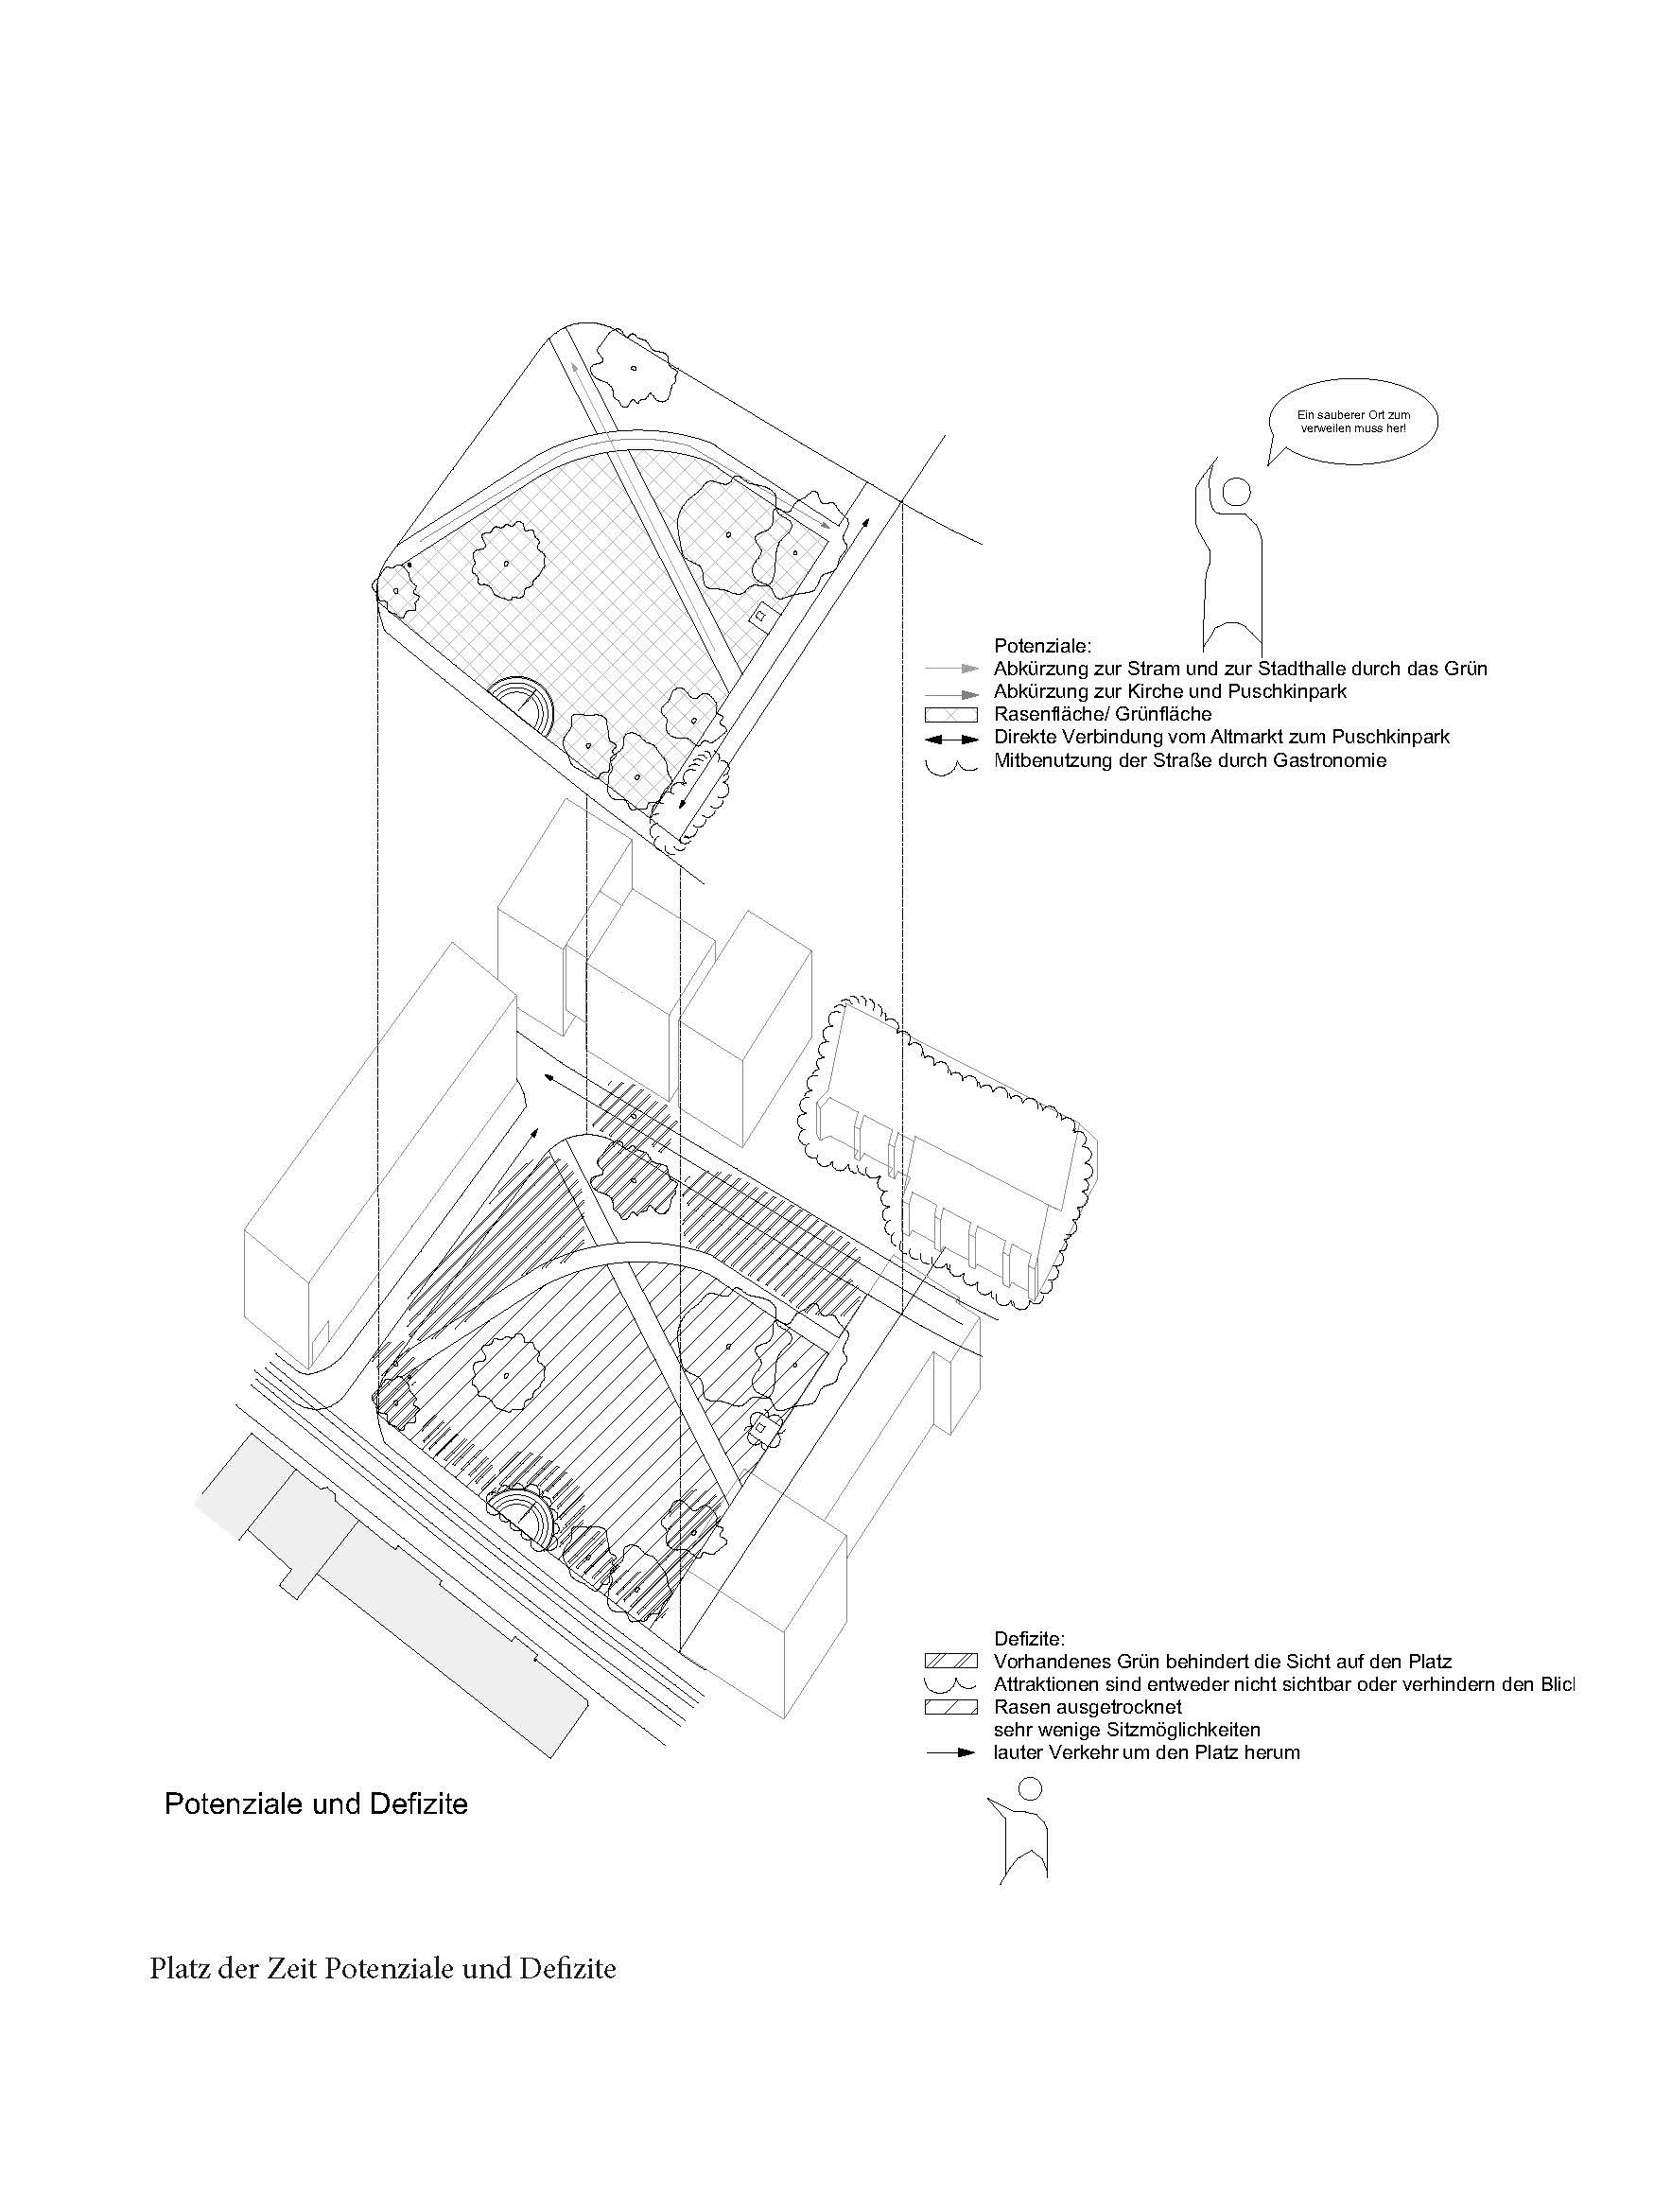 Ein sauberer Ort zum
verweilen muss her!
Potenziale:
Abkürzung zur Stram und zur Stadthalle durch das Grün
Abkürzung zur Kirche und Puschkinpark
Rasenfläche/ Grünfläche
Direkte Verbindung vom Altmarkt zum Puschkinpark
Mitbenutzung der Straße durch Gastronomie
Defizite:
Vorhandenes Grün behindert die Sicht auf den Platz
Attraktionen sind entweder nicht sichtbar oder verhindern den
Rasen ausgetrocknet
sehr wenige Sitzmöglichkeiten
lauter Verkehr um den Platz herum
Potenziale und Defizite
Platz der Zeit Potenziale und Defizite